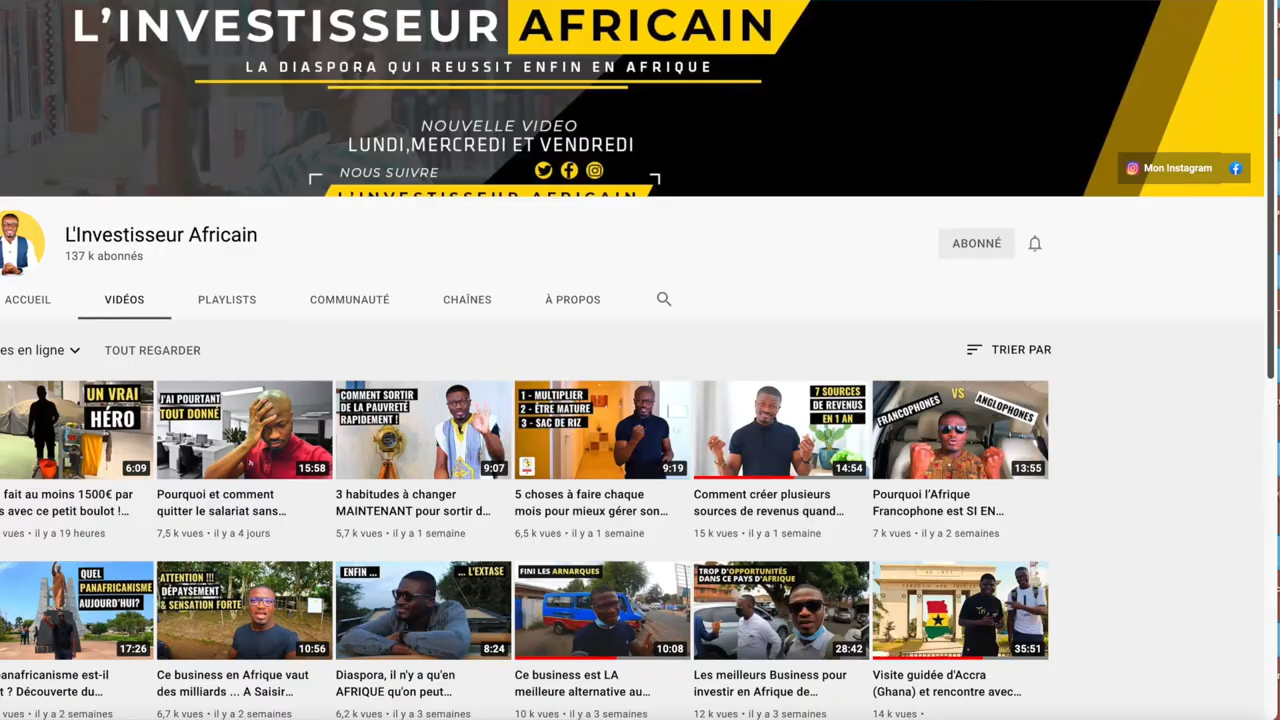 L'INVESTISSEUR AFRICAIN
LA DIASPORA QUI REUSSIT ENFIN EN AFRIQUE
NOUVELLE VIDEO
LUNDI,MERCREDI ET VENDREDI
NOUS SUIVRE
L'INVESTISSEUR AFRICAIN
Mon Instagram
L'Investisseur Africain
137 k abonnés
ABONNÉ
ACCUEIL
VIDÉOS
PLAYLISTS
COMMUNAUTÉ
CHAÎNES
À PROPOS
es en ligne
TOUT REGARDER
TRIER PAR
UN VRAI
HÉRO
6:09
J'AI POURTANT
TOUT DONNÉ
15:58
COMMENT SORTIR
DE LA PAUVRETÉ
RAPIDEMENT !
9:07
1 - MULTIPLIER
2 - ÊTRE MATURE
3 - SAC DE RIZ
9:19
7 SOURCES
DE REVENUS
EN 1 AN
14:54
FRANCOPHONES
VS
ANGLOPHONES
13:55
fait au moins 1500€ par
s avec ce petit boulot !...
vues • il y a 19 heures
Pourquoi et comment
quitter le salariat sans...
7,5 k vues • il y a 4 jours
3 habitudes à changer
MAINTENANT pour sortir d...
5,7 k vues • il y a 1 semaine
5 choses à faire chaque
mois pour mieux gérer son...
6,5 k vues • il y a 1 semaine
Comment créer plusieurs
sources de revenus quand...
15 k vues • il y a 1 semaine
Pourquoi l'Afrique
Francophone est SI EN...
7 k vues • il y a 2 semaines
QUEL
PANAFRICANISME
AUJOURD'HUI?
17:26
ATTENTION !!!
DÉPAYSEMENT
& SENSATION FORTE
10:56
ENFIN ...
... L'EXTASE
8:24
FINI LES ARNARQUES
10:08
TROP D'OPPORTUNITÉS
DANS CE PAYS D'AFRIQUE
28:42
35:51
panafricanisme est-il
t ? Découverte du...
vues • il y a 2 semaines
Ce business en Afrique vaut
des milliards ... A Saisir...
6,7 k vues • il y a 2 semaines
Diaspora, il n'y a qu'en
AFRIQUE qu'on peut...
6,2 k vues • il y a 3 semaines
Ce business est LA
meilleure alternative au...
10 k vues • il y a 3 semaines
Les meilleurs Business pour
investir en Afrique de...
12 k vues • il y a 3 semaines
Visite guidée d'Accra
(Ghana) et rencontre avec...
14 k vues •